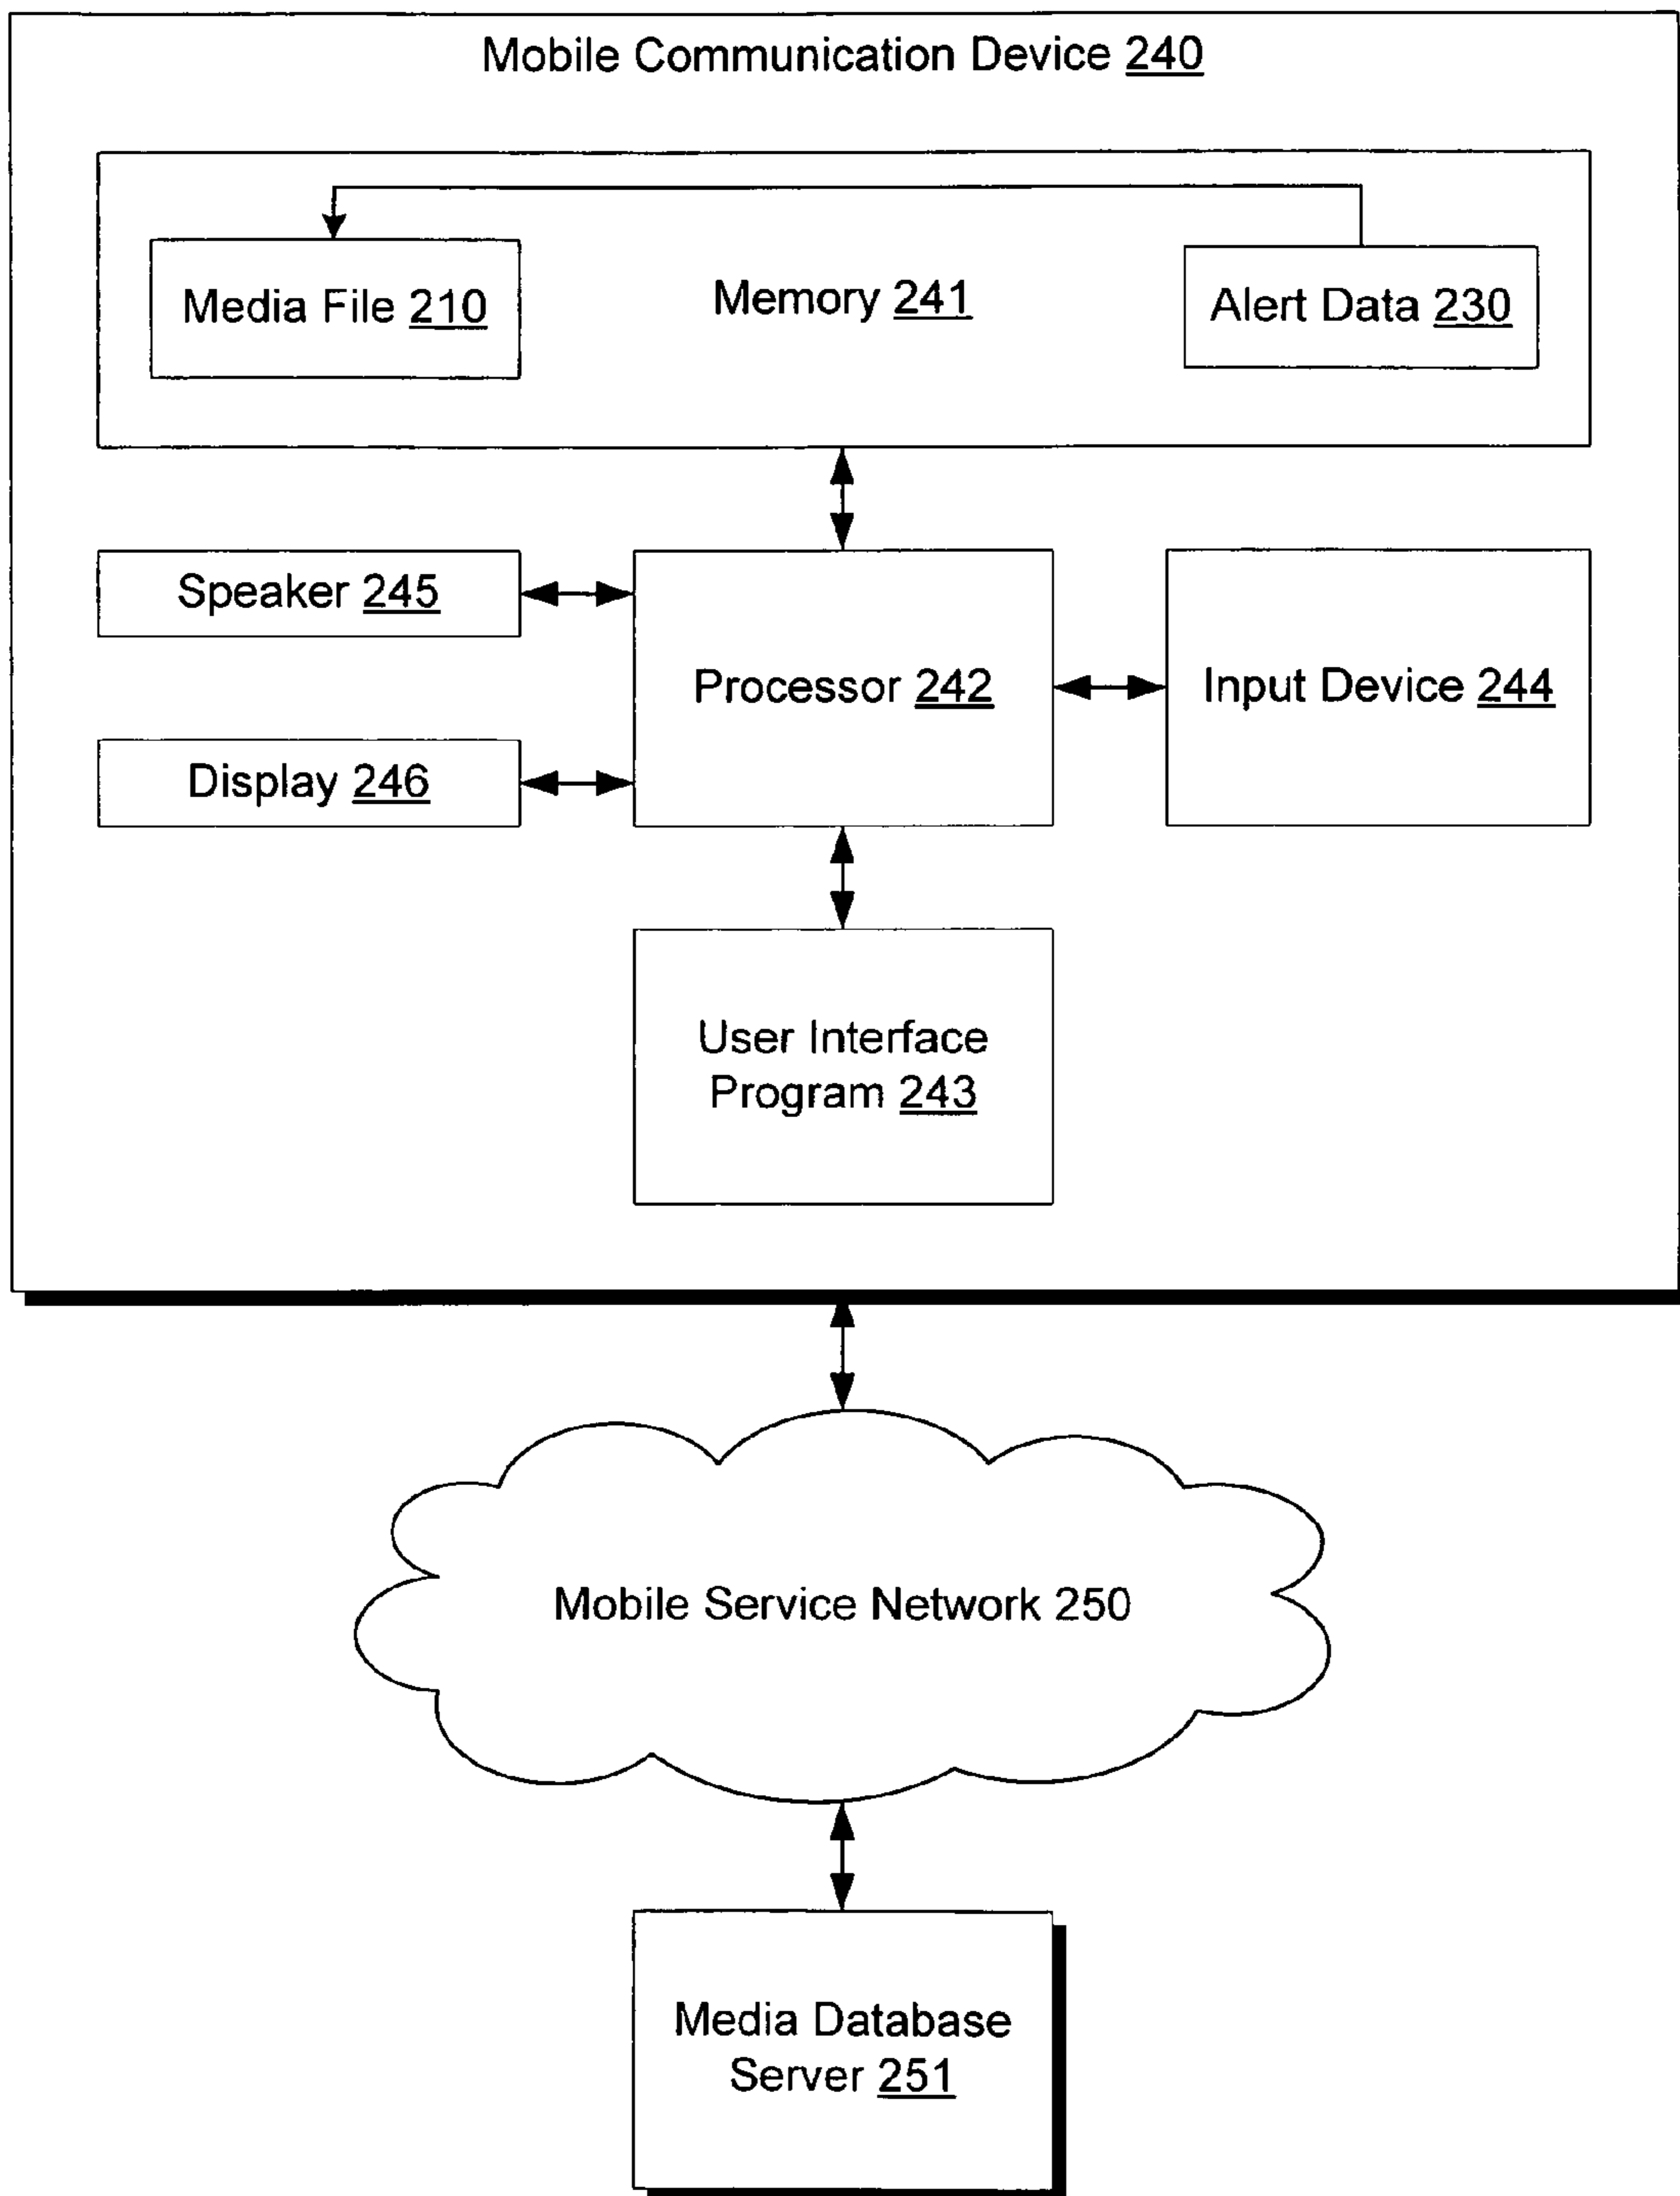 Mobile Communication Device 240
Media File 210
Memory 241
Alert Data 230
Speaker 245
Processor 242
Input Device 244
Display 246
User Interface
Program 243
Mobile Service Network 250
Media Database
Server 251